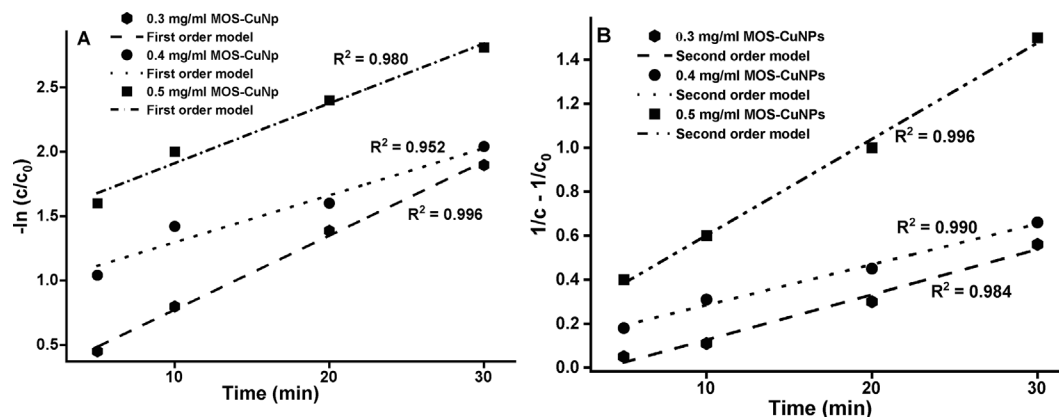 A
0.3 mg/ml MOS-CuNp
First order model
0.4 mg/ml MOS-CuNp
First order model
0.5 mg/ml MOS-CuNp
First order model
R² = 0.980
R² = 0.952
R² = 0.996
2.5
2.0
1.5
1.0
0.5
-ln (c/c₀)
10
20
30
Time (min)
B
0.3 mg/ml MOS-CuNPs
Second order model
0.4 mg/ml MOS-CuNPs
Second order model
0.5 mg/ml MOS-CuNPs
Second order model
R² = 0.996
R² = 0.990
R² = 0.984
1.4
1.2
1.0
0.8
0.6
0.4
0.2
0.0
1/c - 1/c₀
10
20
30
Time (min)